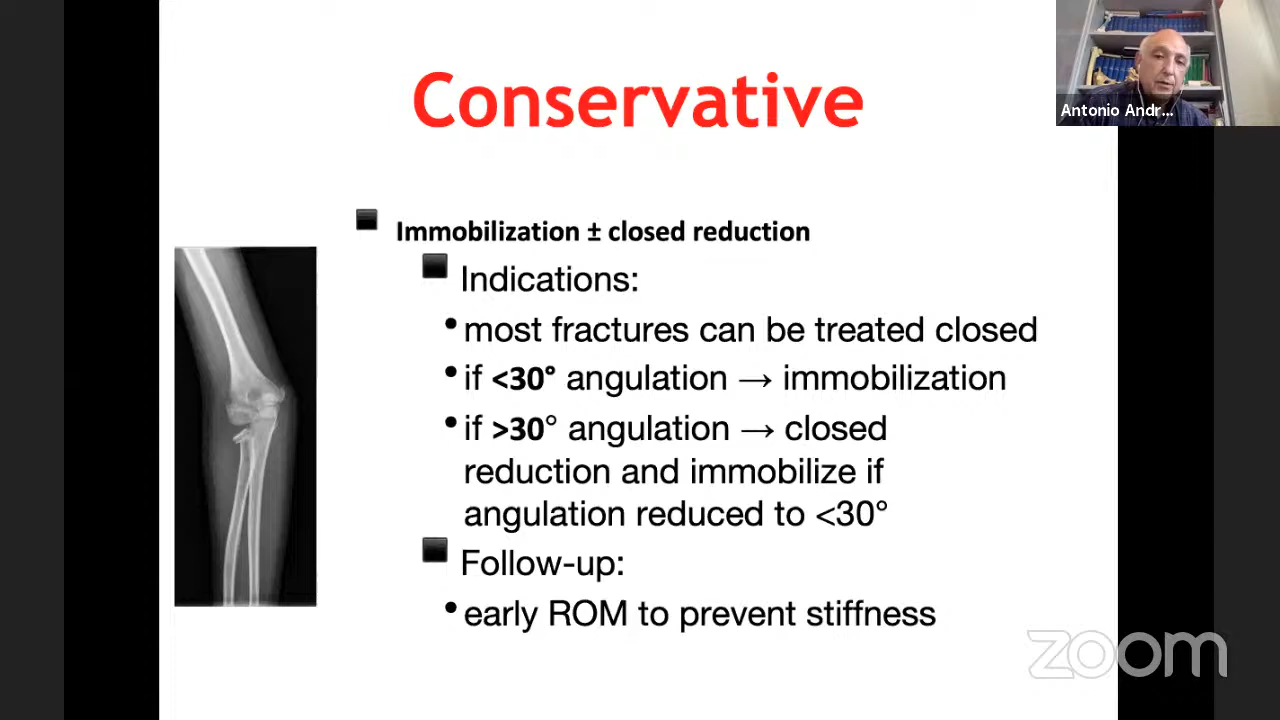 Conservative
Antonio Andr...
Immobilization ± closed reduction
Indications:
•most fractures can be treated closed
•if <30° angulation → immobilization
•if >30° angulation → closed
reduction and immobilize if
angulation reduced to <30°
Follow-up:
•early ROM to prevent stiffness
zoom